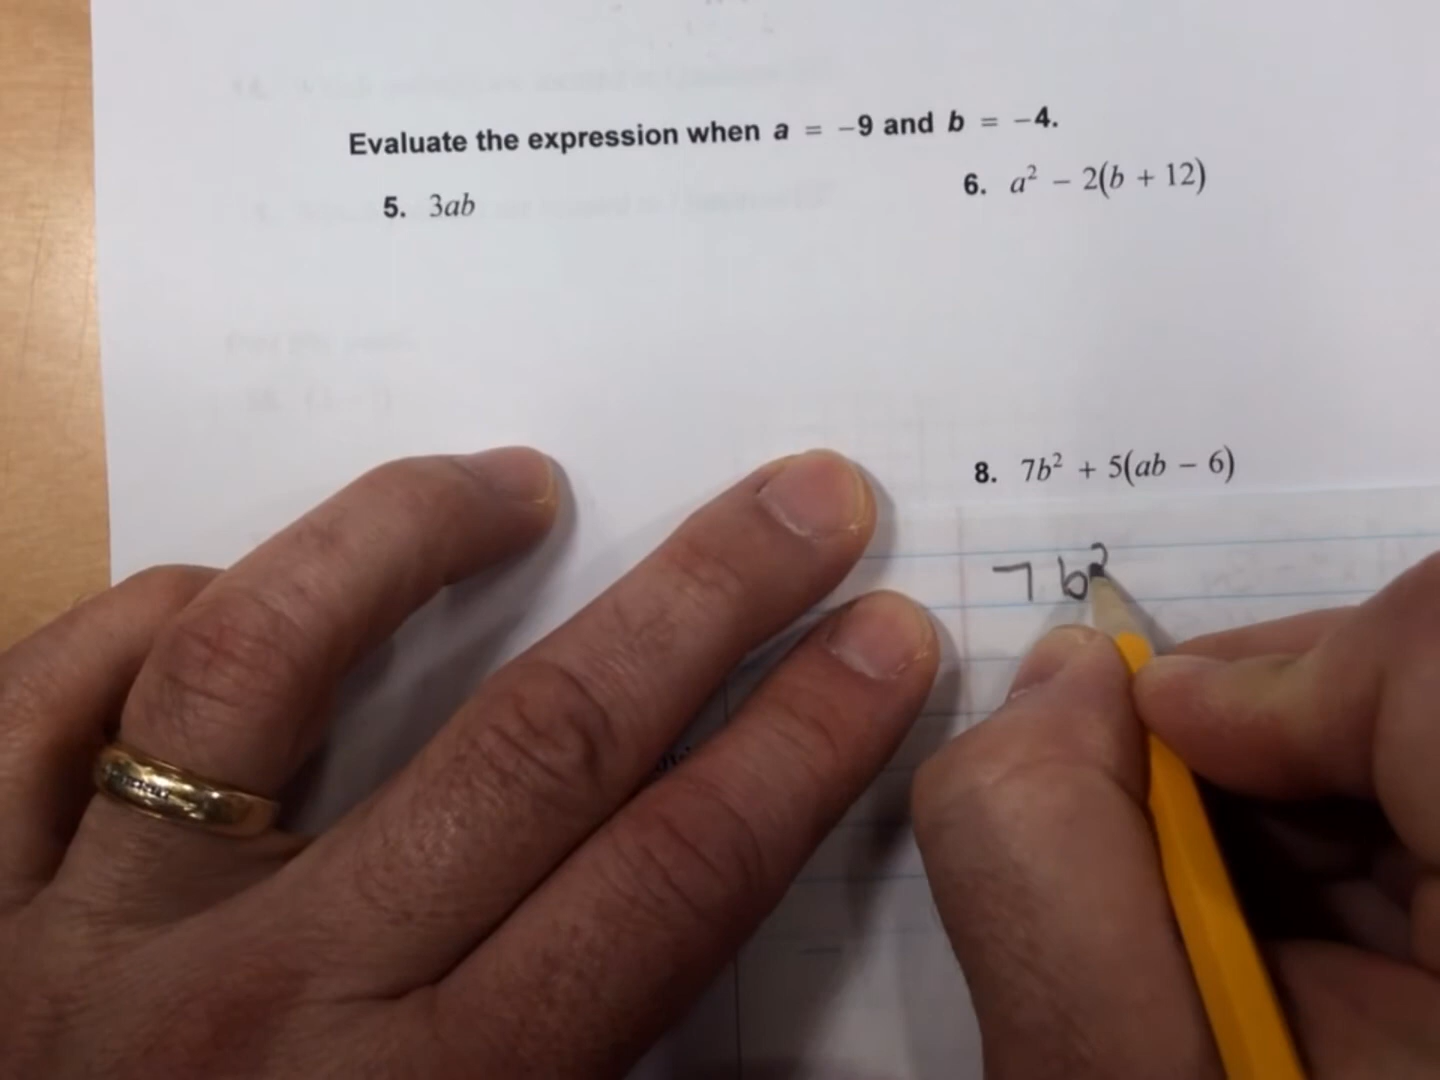 Evaluate the expression when a = −9 and b = −4.
5. 3ab
6. a² − 2(b + 12)
8. 7b² + 5(ab − 6)
7b²